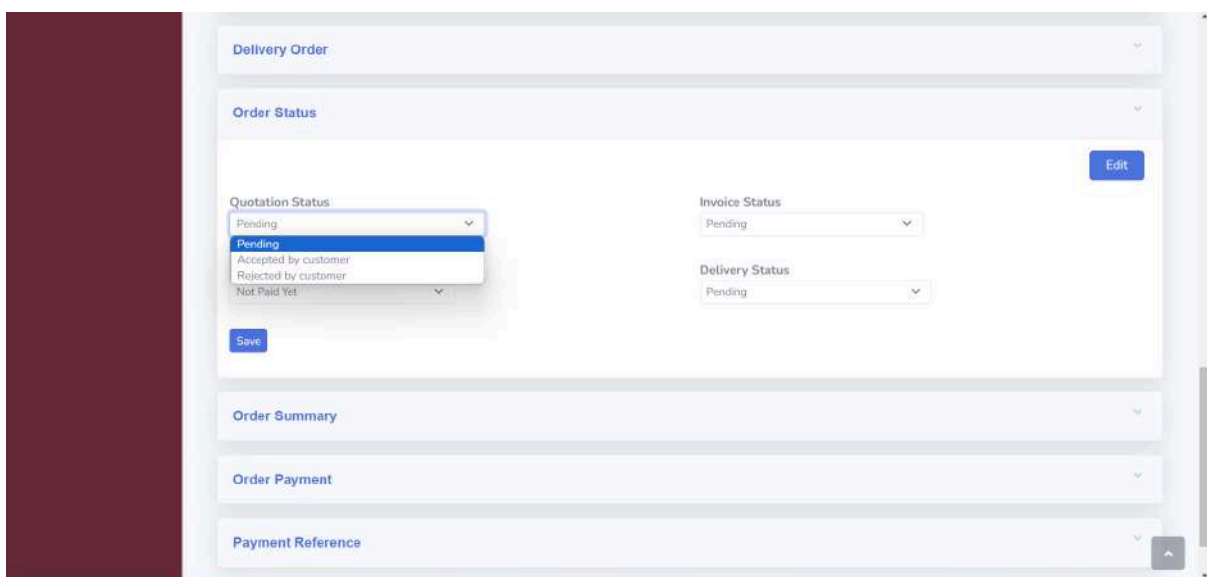 Delivery Order
Order Status
Edit
Quotation Status
Pending
Pending
Accepted by customer
Rejected by customer
Not Paid Yet
Invoice Status
Pending
Delivery Status
Pending
Save
Order Summary
Order Payment
Payment Reference